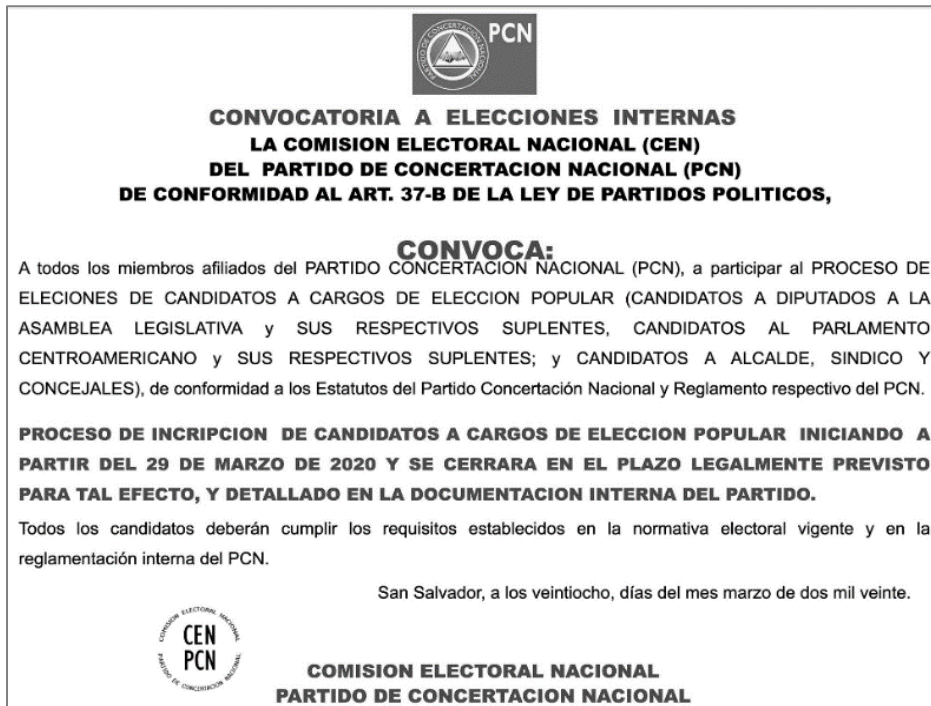 PCN
PARTIDO DE CONCERTACION NACIONAL
CONVOCATORIA A ELECCIONES INTERNAS
LA COMISION ELECTORAL NACIONAL (CEN)
DEL PARTIDO DE CONCERTACION NACIONAL (PCN)
DE CONFORMIDAD AL ART. 37-B DE LA LEY DE PARTIDOS POLITICOS,
CONVOCA:
A todos los miembros afiliados del PARTIDO CONCERTACION NACIONAL (PCN), a participar al PROCESO DE
ELECIONES DE CANDIDATOS A CARGOS DE ELECCION POPULAR (CANDIDATOS A DIPUTADOS A LA
ASAMBLEA LEGISLATIVA y SUS RESPECTIVOS SUPLENTES, CANDIDATOS AL PARLAMENTO
CENTROAMERICANO y SUS RESPECTIVOS SUPLENTES; y CANDIDATOS A ALCALDE, SINDICO Y
CONCEJALES), de conformidad a los Estatutos del Partido Concertación Nacional y Reglamento respectivo del PCN.
PROCESO DE INCRIPCION DE CANDIDATOS A CARGOS DE ELECCION POPULAR INICIANDO A
PARTIR DEL 29 DE MARZO DE 2020 Y SE CERRARA EN EL PLAZO LEGALMENTE PREVISTO
PARA TAL EFECTO, Y DETALLADO EN LA DOCUMENTACION INTERNA DEL PARTIDO.
Todos los candidatos deberán cumplir los requisitos establecidos en la normativa electoral vigente y en la
reglamentación interna del PCN.
San Salvador, a los veintiocho, días del mes marzo de dos mil veinte.
COMISION ELECTORAL NACIONAL
CEN
PCN
PARTIDO DE CONCERTACION NACIONAL
COMISION ELECTORAL NACIONAL
PARTIDO DE CONCERTACION NACIONAL